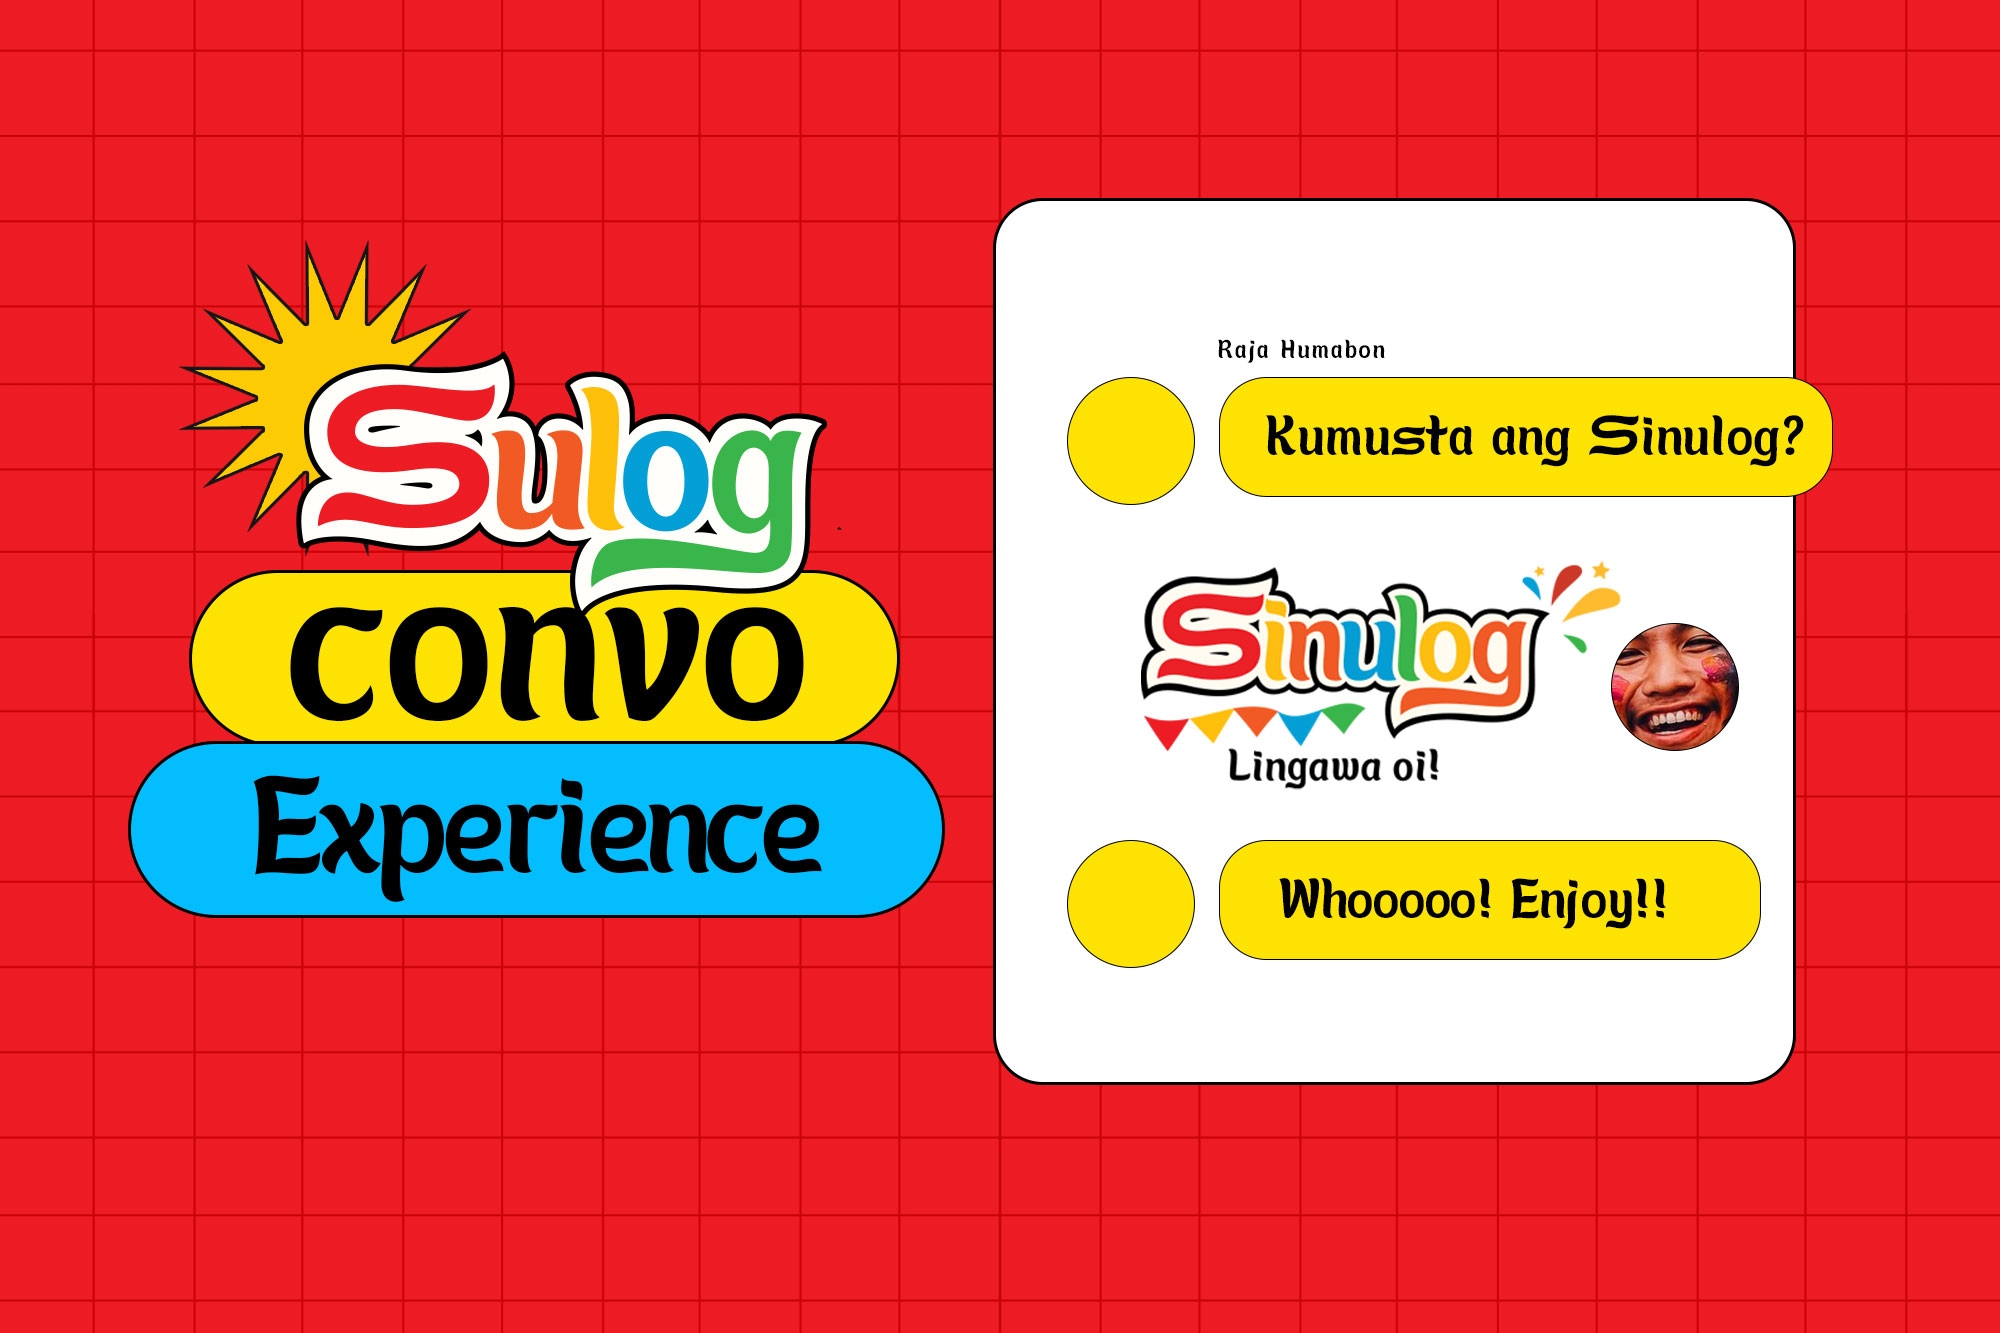 Sulog
convo
Experience
Raja Humabon
Kumusta ang Sinulog?
Sinulog
Lingawa oi!
Whooooo! Enjoy!!